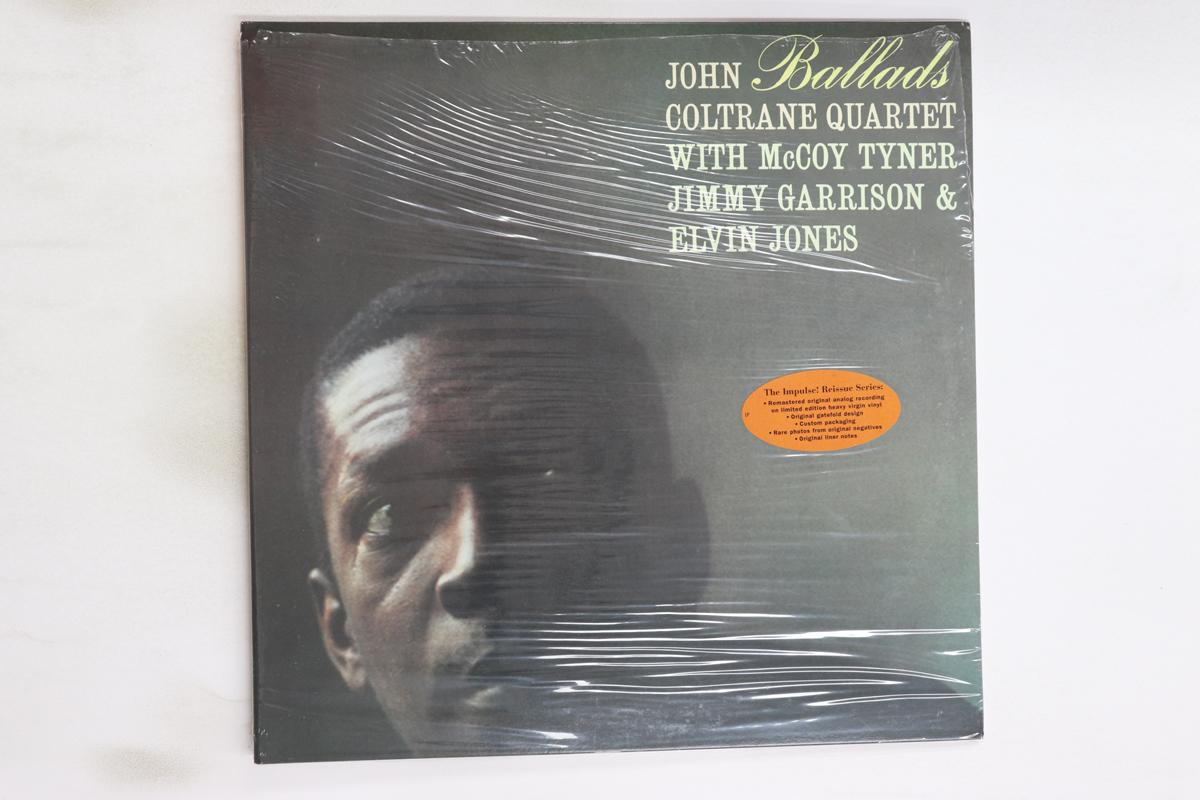 JOHN Ballads
COLTRANE QUARTET
WITH McCOY TYNER
JIMMY GARRISON &
ELVIN JONES
The Impulse! Reissue Series:
• Remastered original analog recording
on limited edition heavy virgin vinyl
• Original gatefold design
• Custom packaging
• Rare photos from original negatives
• Original liner notes
LP